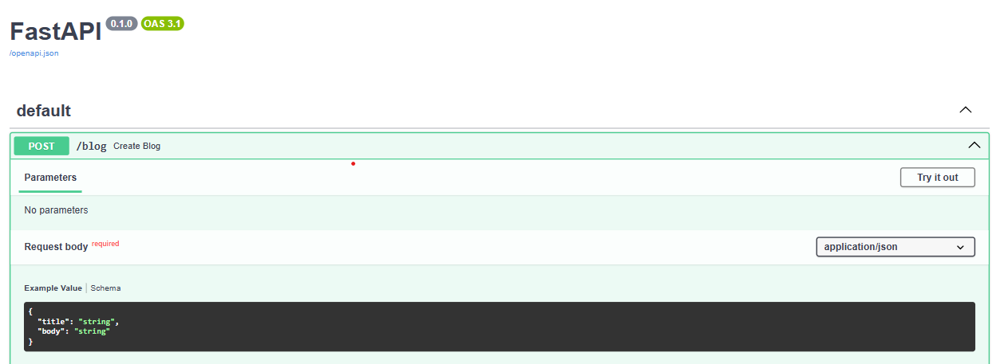 FastAPI 0.1.0 OAS 3.1
/openapi.json
default
POST /blog Create Blog
Parameters Try it out
No parameters
Request body required application/json
Example Value | Schema
{
  "title": "string",
  "body": "string"
}